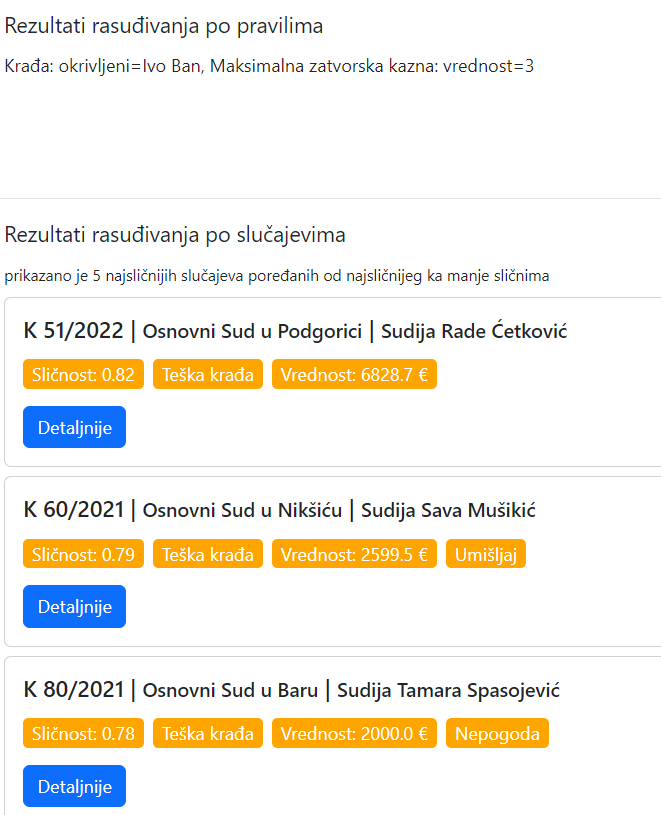 Rezultati rasuđivanja po pravilima
Krađa: okrivljeni=Ivo Ban, Maksimalna zatvorska kazna: vrednost=3
Rezultati rasuđivanja po slučajevima
prikazano je 5 najsličnijih slučajeva poređanih od najsličnijeg ka manje sličnima
K 51/2022 | Osnovni Sud u Podgorici | Sudija Rade Ćetković
Sličnost: 0.82 Teška krađa Vrednost: 6828.7 €
Detaljnije
K 60/2021 | Osnovni Sud u Nikšiću | Sudija Sava Mušikić
Sličnost: 0.79 Teška krađa Vrednost: 2599.5 € Umišljaj
Detaljnije
K 80/2021 | Osnovni Sud u Baru | Sudija Tamara Spasojević
Sličnost: 0.78 Teška krađa Vrednost: 2000.0 € Nepogoda
Detaljnije